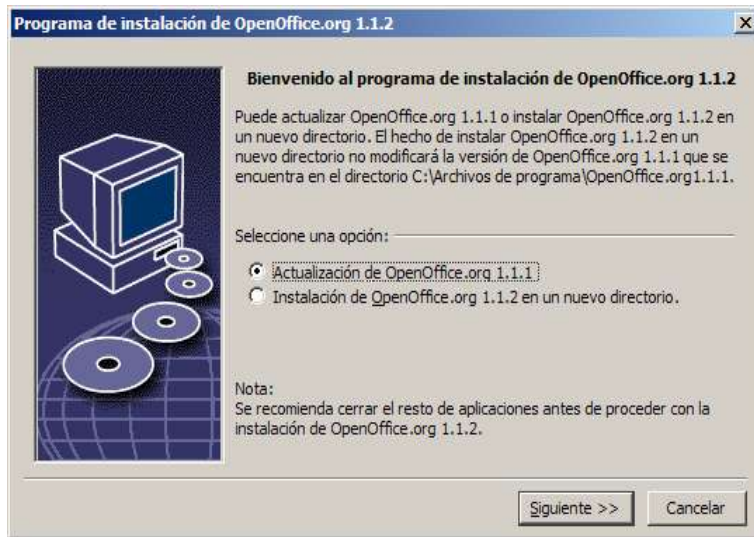 Programa de instalación de OpenOffice.org 1.1.2
Bienvenido al programa de instalación de OpenOffice.org 1.1.2
Puede actualizar OpenOffice.org 1.1.1 o instalar OpenOffice.org 1.1.2 en
un nuevo directorio. El hecho de instalar OpenOffice.org 1.1.2 en un
nuevo directorio no modificará la versión de OpenOffice.org 1.1.1 que se
encuentra en el directorio C:\Archivos de programa\OpenOffice.org1.1.1.
Seleccione una opción:
Actualización de OpenOffice.org 1.1.1
Instalación de OpenOffice.org 1.1.2 en un nuevo directorio.
Nota:
Se recomienda cerrar el resto de aplicaciones antes de proceder con la
instalación de OpenOffice.org 1.1.2.
Siguiente >>
Cancelar